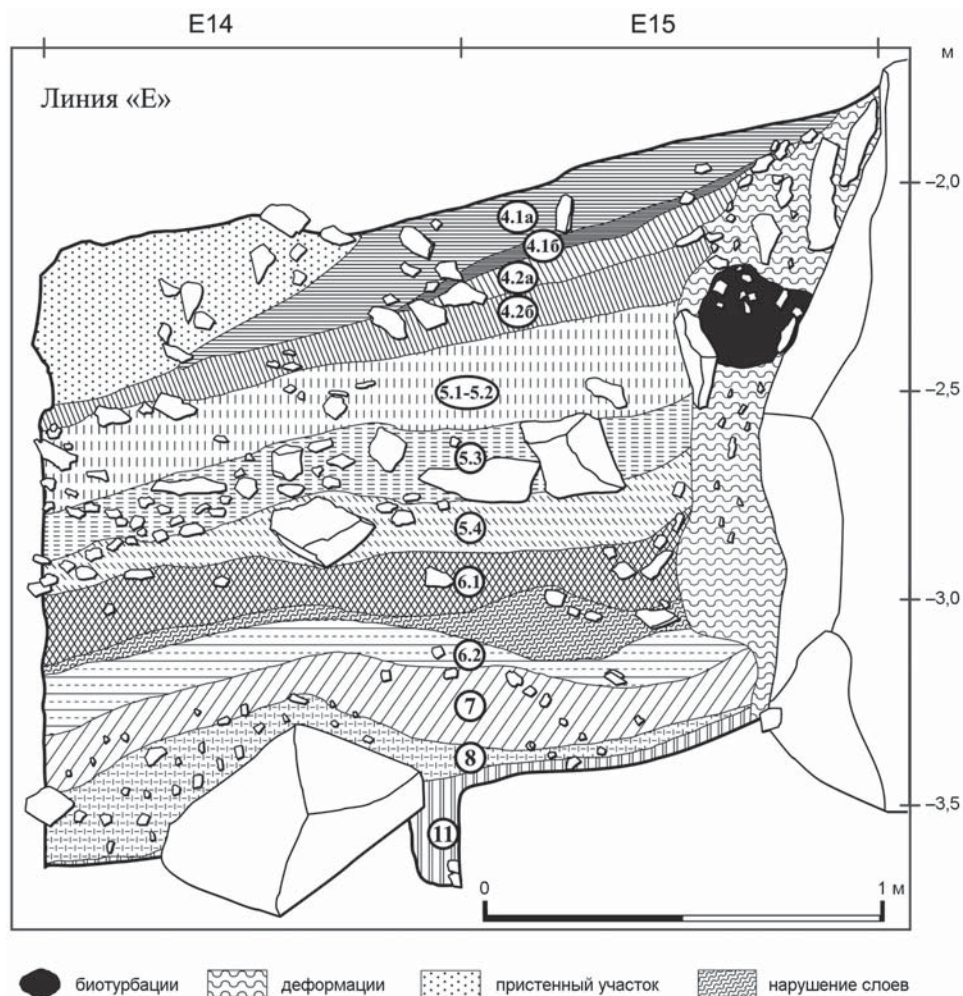 E14 E15
м
Линия «Е»
–2,0
4.1а
4.1б
4.2а
4.2б
–2,5
5.1-5.2
5.3
5.4
6.1
–3,0
6.2
7
8
–3,5
11
0 1 м
биотурбации деформации пристенный участок нарушение слоев